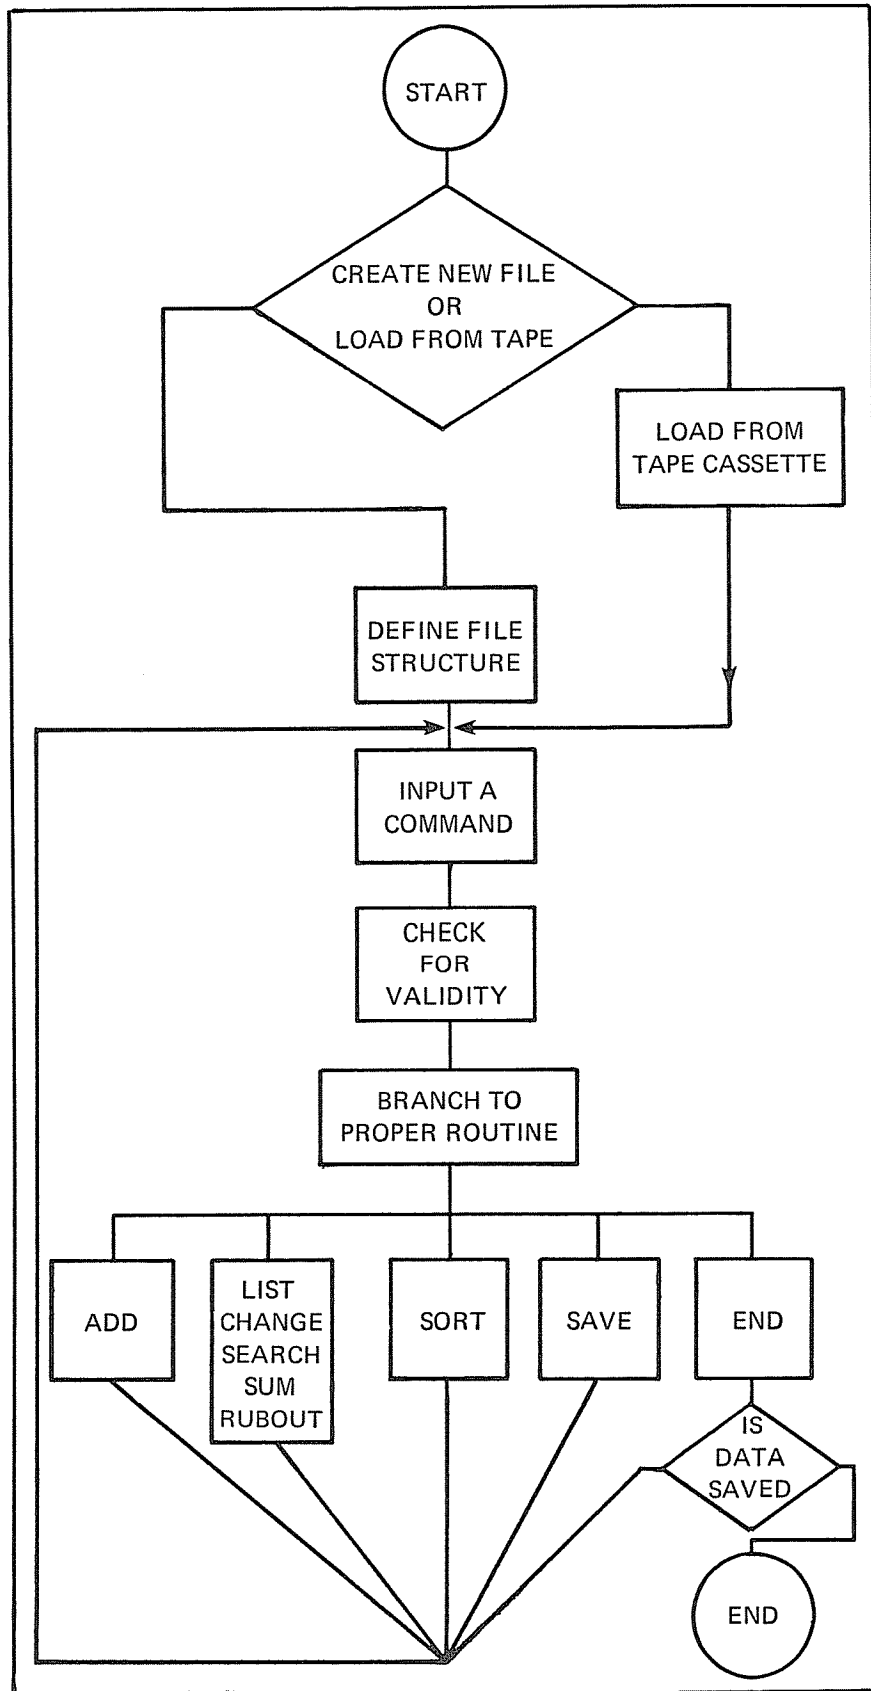 START
CREATE NEW FILE
OR
LOAD FROM TAPE
LOAD FROM
TAPE CASSETTE
DEFINE FILE
STRUCTURE
INPUT A
COMMAND
CHECK
FOR
VALIDITY
BRANCH TO
PROPER ROUTINE
ADD
LIST
CHANGE
SEARCH
SUM
RUBOUT
SORT
SAVE
END
IS
DATA
SAVED
END